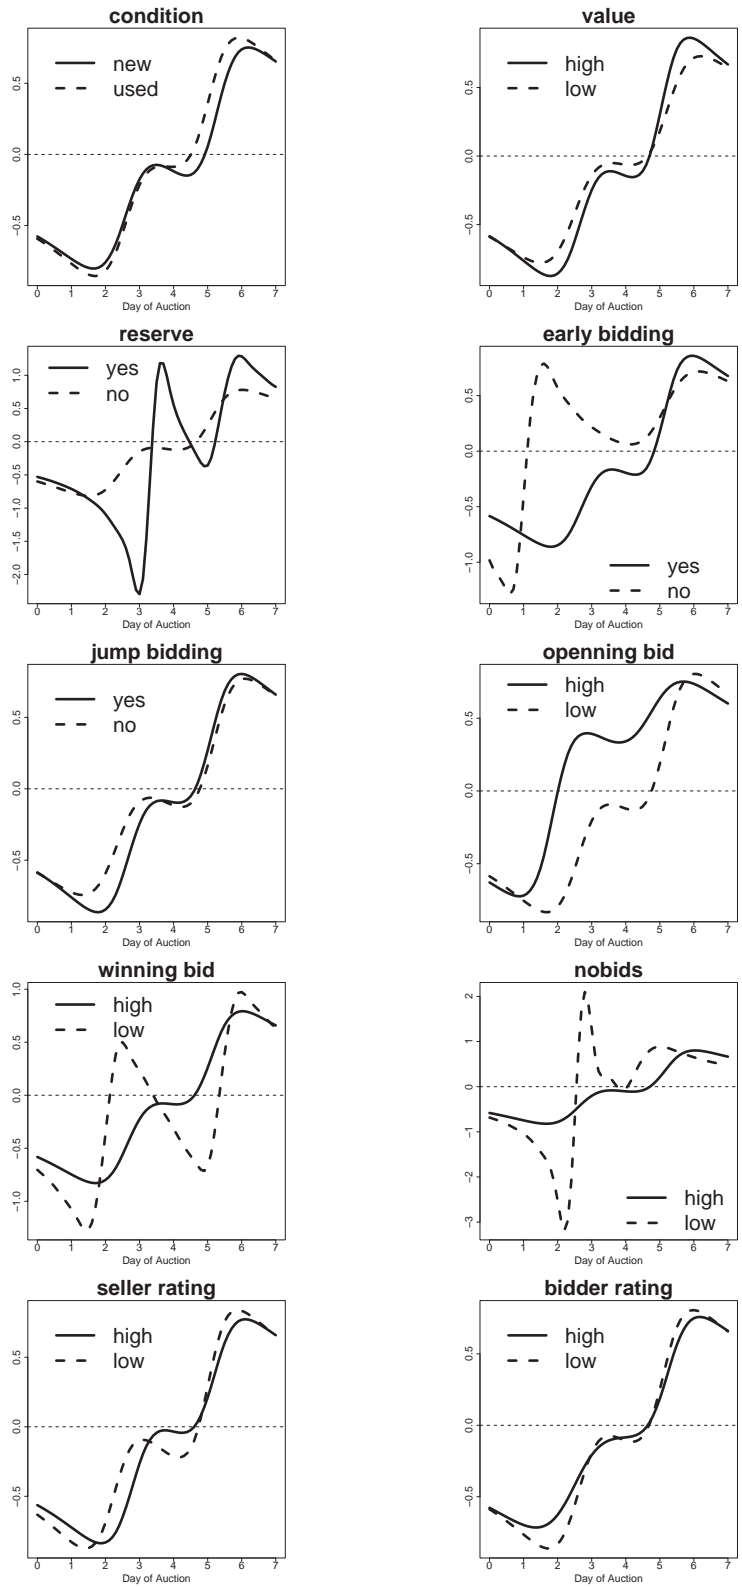 condition
new
used
0.5
0.0
−0.5
0 1 2 3 4 5 6 7
Day of Auction
value
high
low
0.5
0.0
−0.5
0 1 2 3 4 5 6 7
Day of Auction
reserve
yes
no
1.0
0.5
0.0
−0.5
−1.0
−1.5
−2.0
0 1 2 3 4 5 6 7
Day of Auction
early bidding
0.5
0.0
−1.0
yes
no
0 1 2 3 4 5 6 7
Day of Auction
jump bidding
yes
no
0.5
0.0
−0.5
0 1 2 3 4 5 6 7
Day of Auction
openning bid
high
low
0.5
0.0
−0.5
0 1 2 3 4 5 6 7
Day of Auction
winning bid
high
low
1.0
0.5
0.0
−0.5
−1.0
0 1 2 3 4 5 6 7
Day of Auction
nobids
2
1
0
−1
−2
−3
high
low
0 1 2 3 4 5 6 7
Day of Auction
seller rating
high
low
0.5
0.0
−0.5
0 1 2 3 4 5 6 7
Day of Auction
bidder rating
high
low
0.5
0.0
−0.5
0 1 2 3 4 5 6 7
Day of Auction